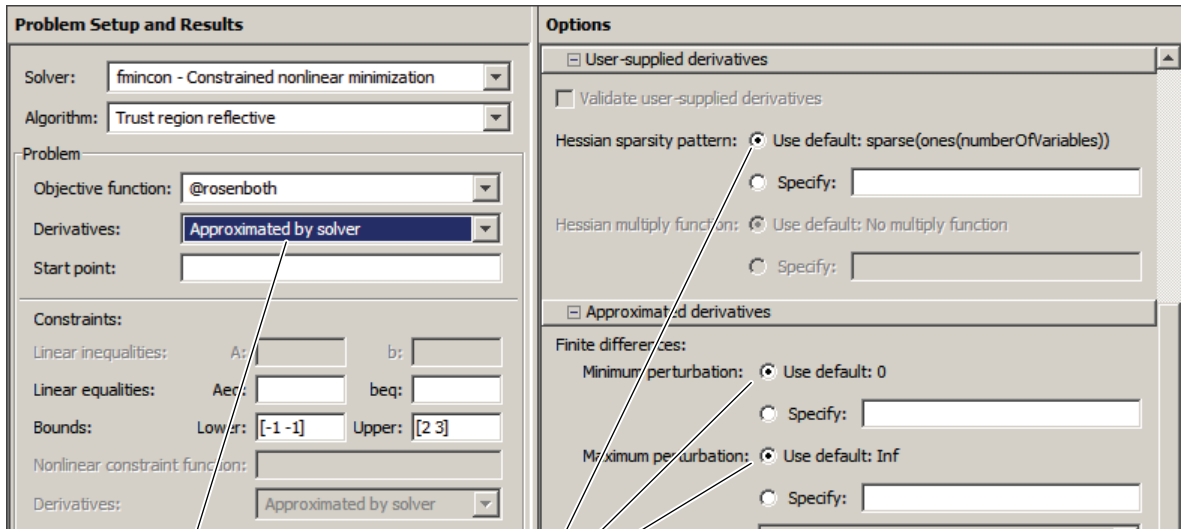 Problem Setup and Results
Solver: fmincon - Constrained nonlinear minimization
Algorithm: Trust region reflective
Problem
Objective function: @rosenboth
Derivatives: Approximated by solver
Start point:
Constraints:
Linear inequalities: A: b:
Linear equalities: Aeq: beq:
Bounds: Lower: [-1 -1] Upper: [2 3]
Nonlinear constraint function:
Derivatives: Approximated by solver
Options
User-supplied derivatives
Validate user-supplied derivatives
Hessian sparsity pattern: Use default: sparse(ones(numberOfVariables))
Specify:
Hessian multiply function: Use default: No multiply function
Specify:
Approximated derivatives
Finite differences:
Minimum perturbation: Use default: 0
Specify:
Maximum perturbation: Use default: Inf
Specify: